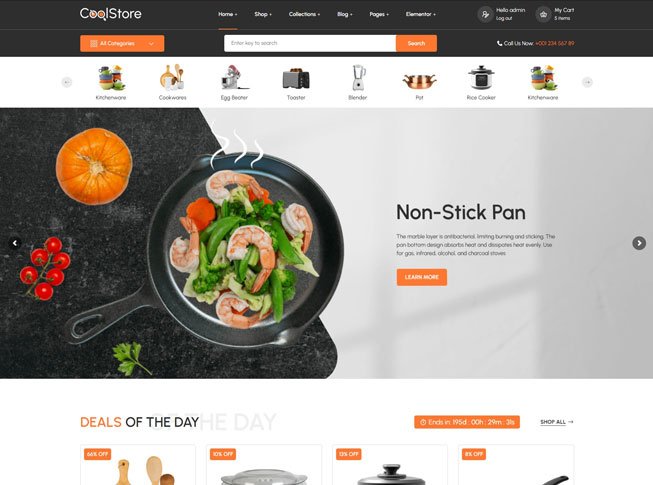 CoolStore
Home + Shop + Collections + Blog + Pages + Elementor +
Hello admin
Log out
My Cart
5 items
All Categories
Enter key to search
Search
Call Us Now: +001 234 567 89
Kitchenware Cookwares Egg Beater Toaster Blender Pot Rice Cooker Kitchenware
Non-Stick Pan
The marble layer is antibacterial, limiting burning and sticking. The
pan bottom design absorbs heat and dissipates heat evenly. Use
for gas, infrared, alcohol, and charcoal stoves
LEARN MORE
DEALS OF THE DAY
OF THE DAY
Ends in: 195d : 00h : 29m : 31s
SHOP ALL
66% OFF 10% OFF 13% OFF 8% OFF